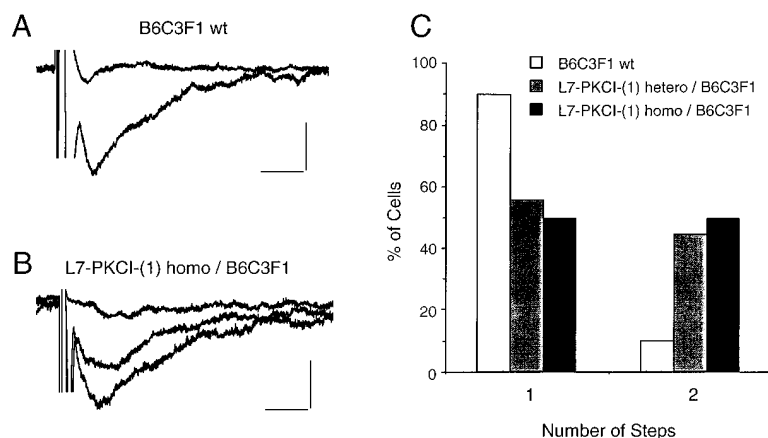 A
B6C3F1 wt
B
L7-PKCI-(1) homo / B6C3F1
C
% of Cells
100
80
60
40
20
0
B6C3F1 wt
L7-PKCI-(1) hetero / B6C3F1
L7-PKCI-(1) homo / B6C3F1
1
2
Number of Steps